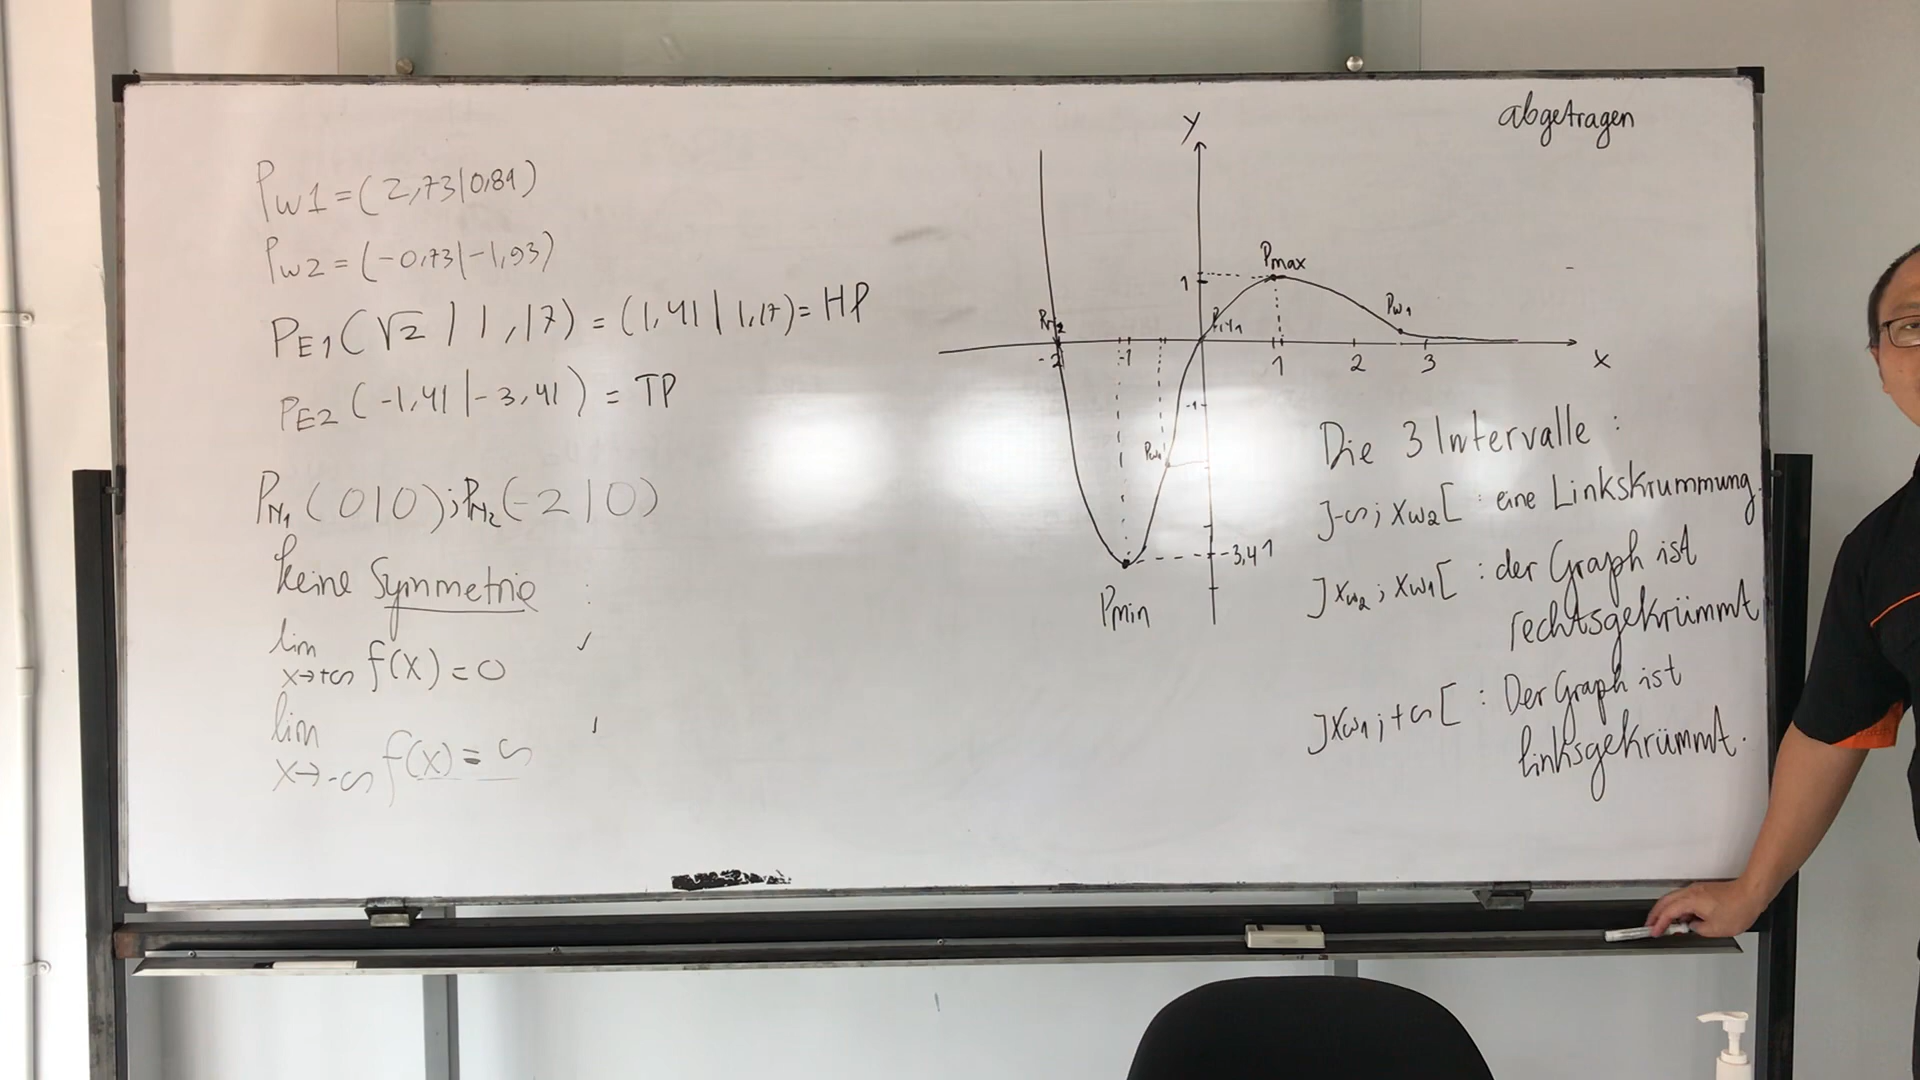 Pw1 = (2,73|0,81)
Pw2 = (-0,73|-1,93)
PE1 (√2 | 1,17) = (1,41 | 1,17) = HP
PE2 (-1,41 | -3,41) = TP
PN1 (0|0); PN2 (-2|0)
keine Symmetrie
lim x→+∞ f(x) = 0
lim x→-∞ f(x) = ∞
abgetragen
y
Pmax
1
Pw1
PN2
-2
-1
1
2
3
x
-1
-3,41
Pmin
Die 3 Intervalle :
]-∞; xw2[ : eine Linkskrummung.
]xw2 ; xw1[ : der Graph ist
rechtsgekrümmt
]xw1 ; +∞[ : Der Graph ist
linksgekrümmt.